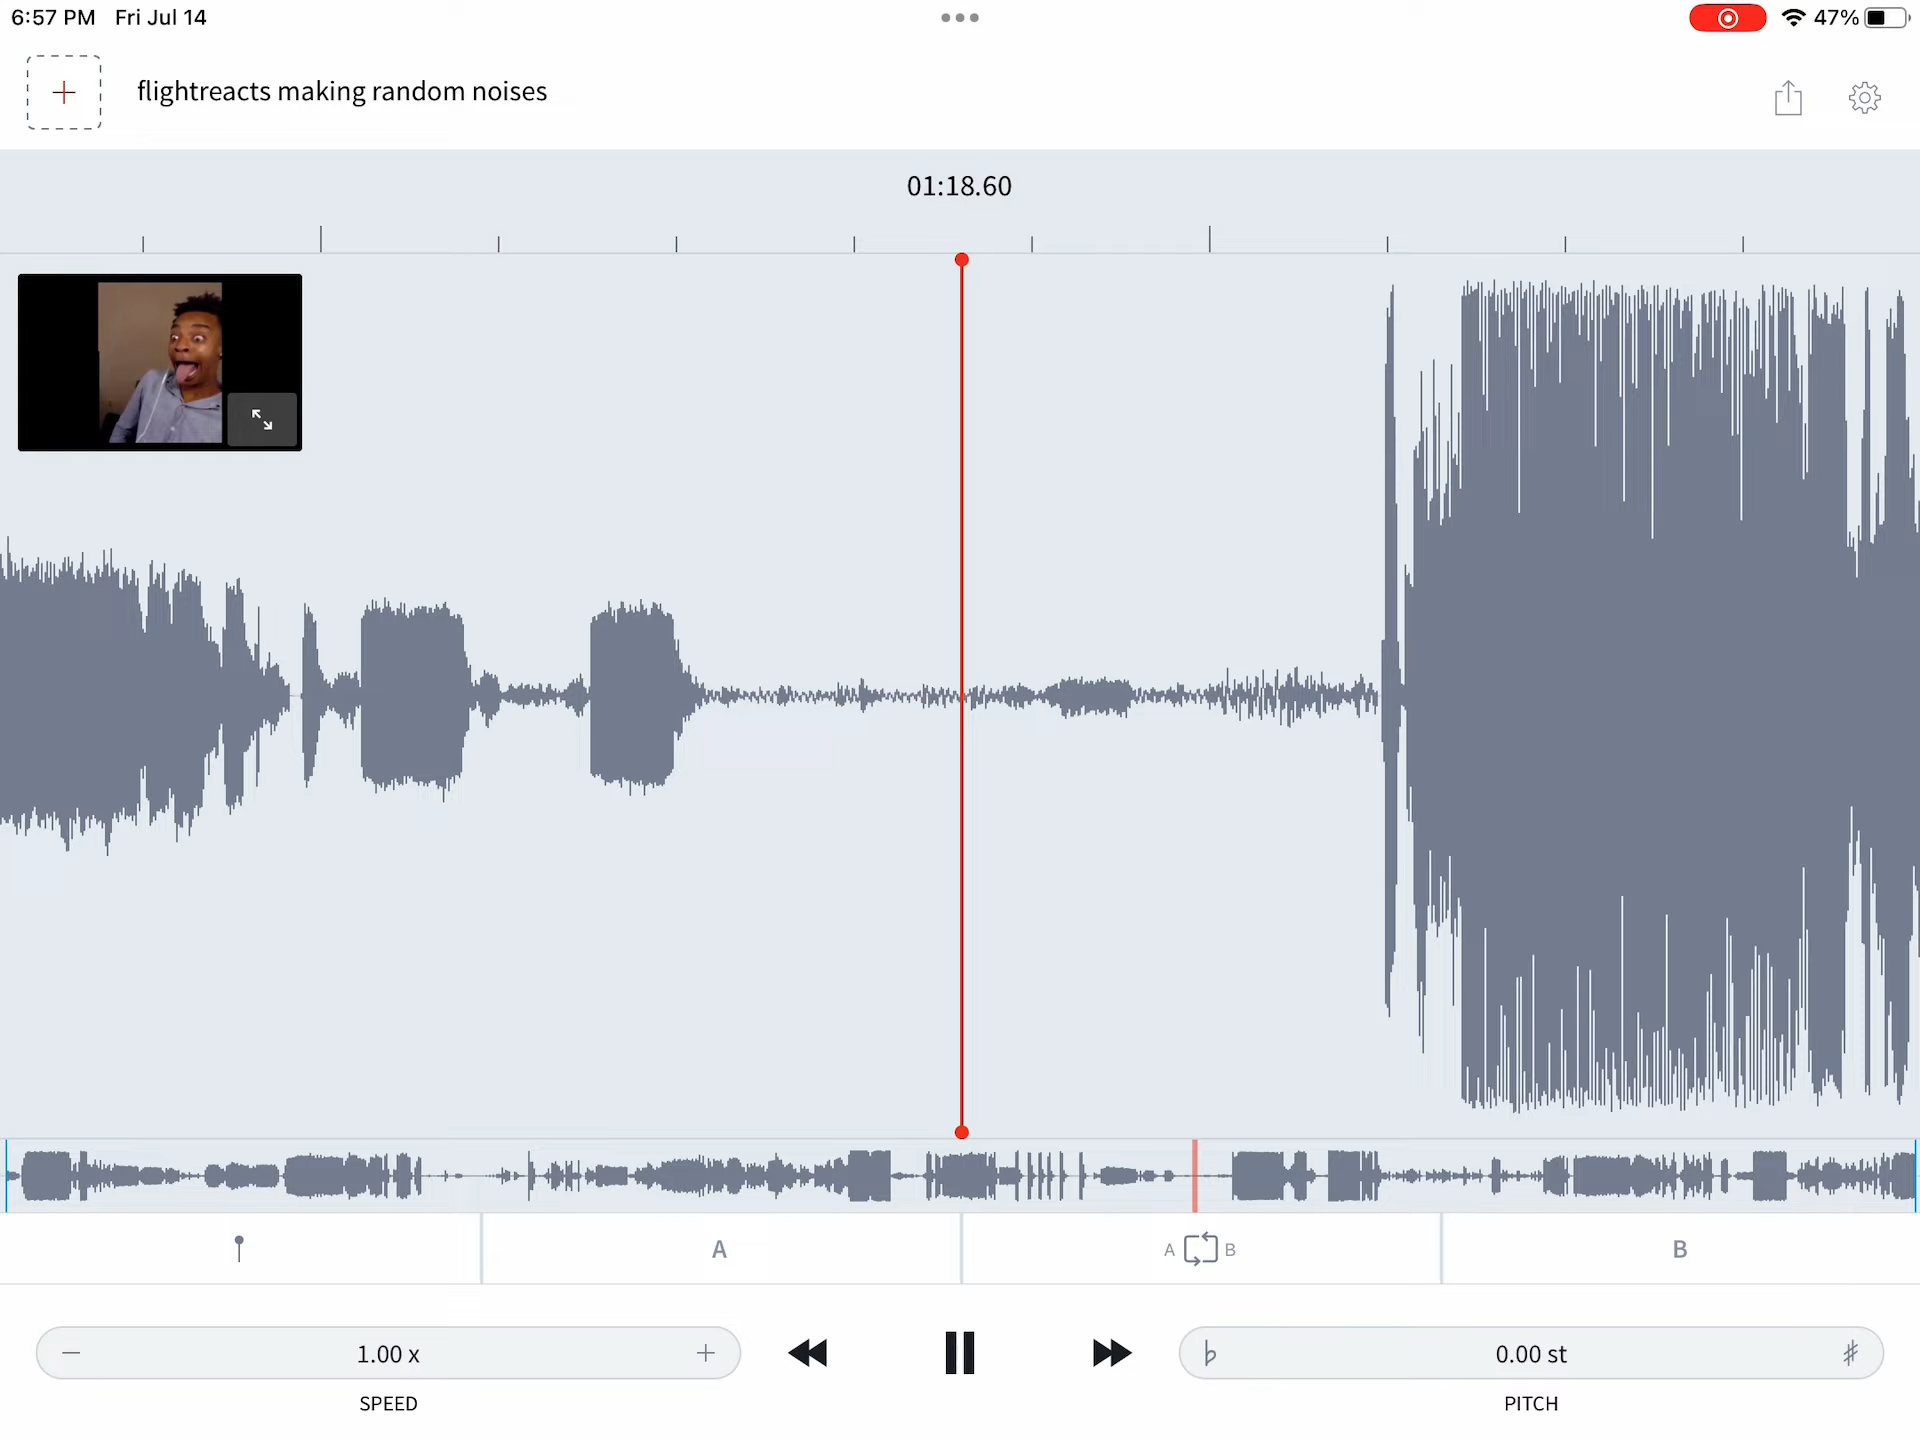 6:57 PM Fri Jul 14
47%
flightreacts making random noises
01:18.60
A
A B
B
1.00 x
0.00 st
SPEED
PITCH